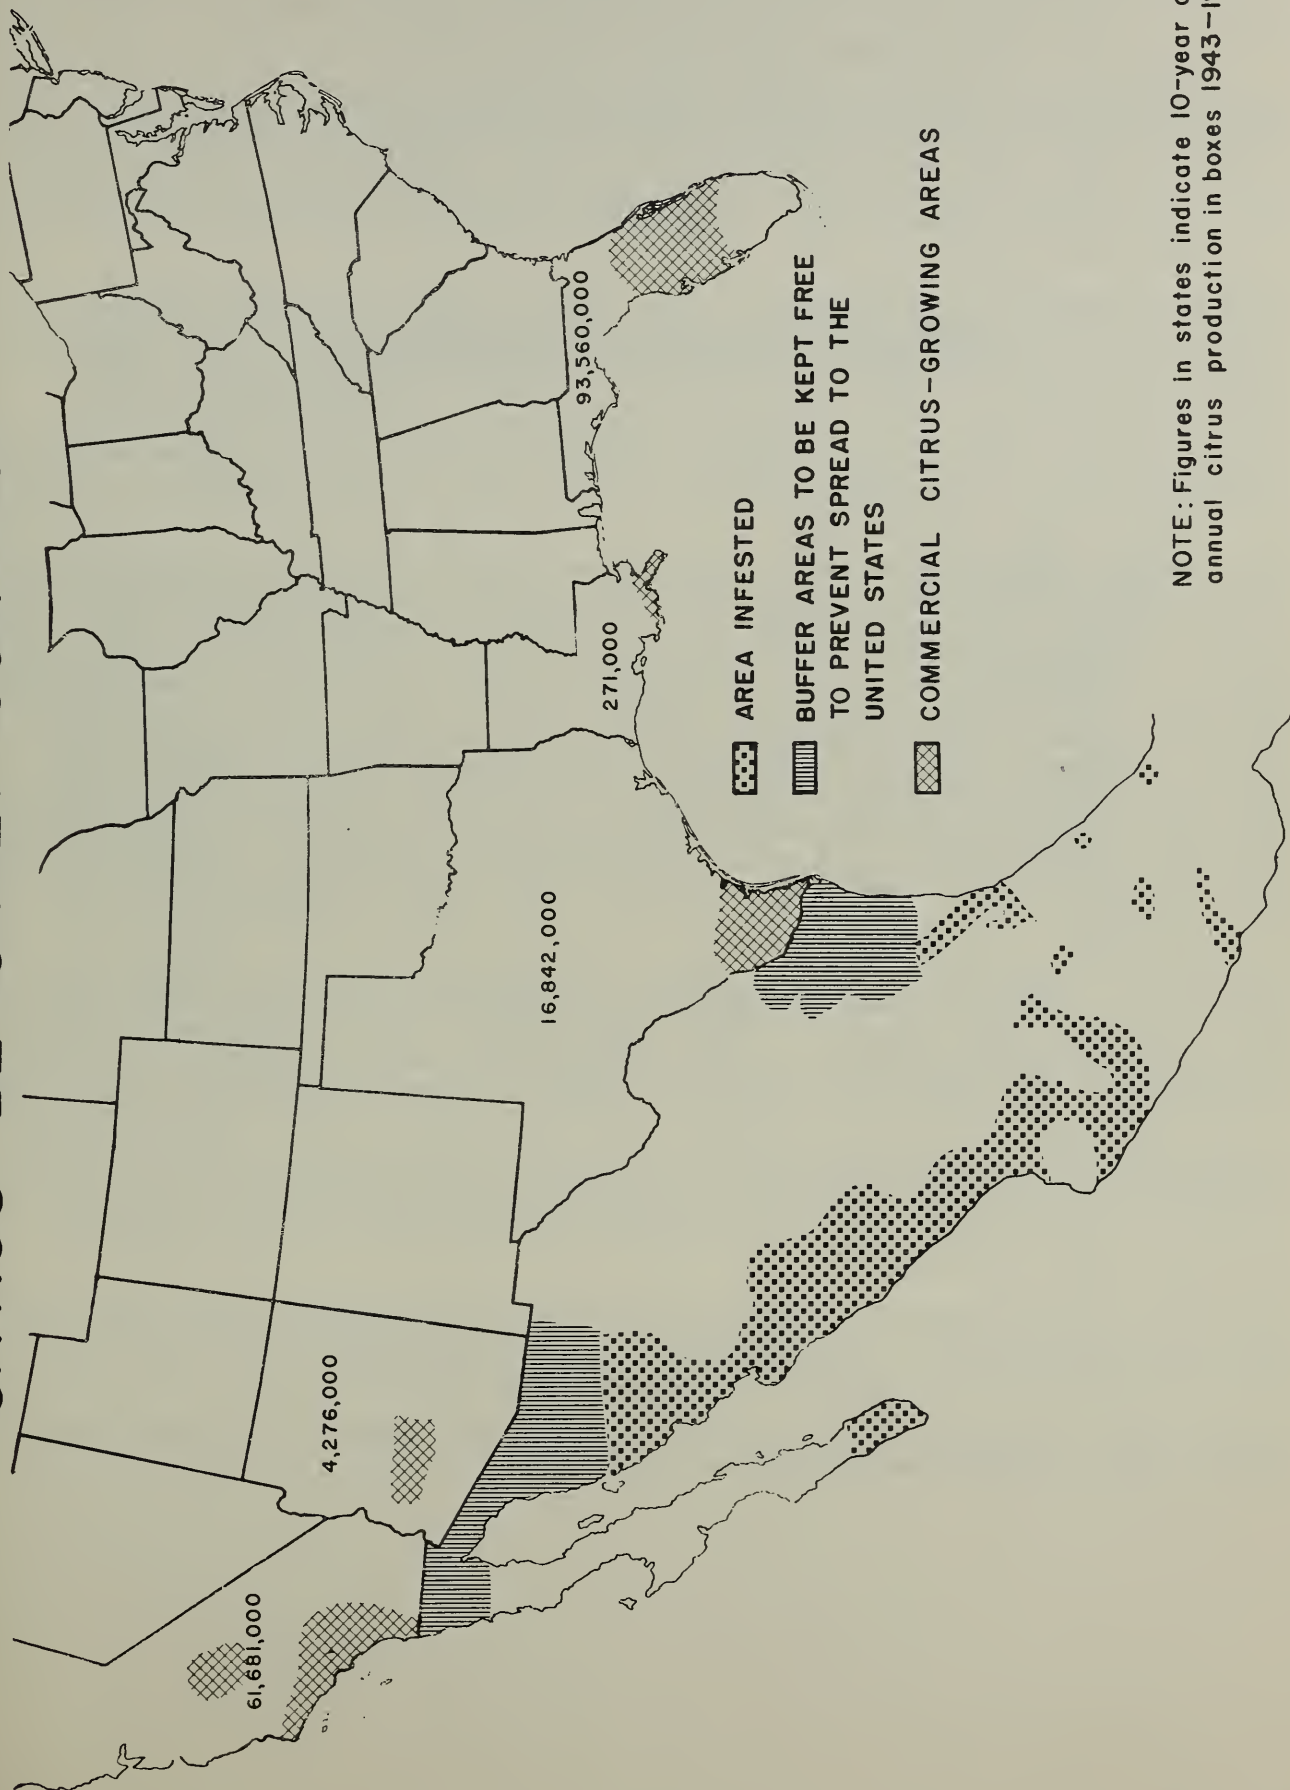 61,681,000
4,276,000
16,842,000
271,000
93,560,000
AREA INFESTED
BUFFER AREAS TO BE KEPT FREE
TO PREVENT SPREAD TO THE
UNITED STATES
COMMERCIAL CITRUS-GROWING AREAS
NOTE: Figures in states indicate 10-year
annual citrus production in boxes 1943-